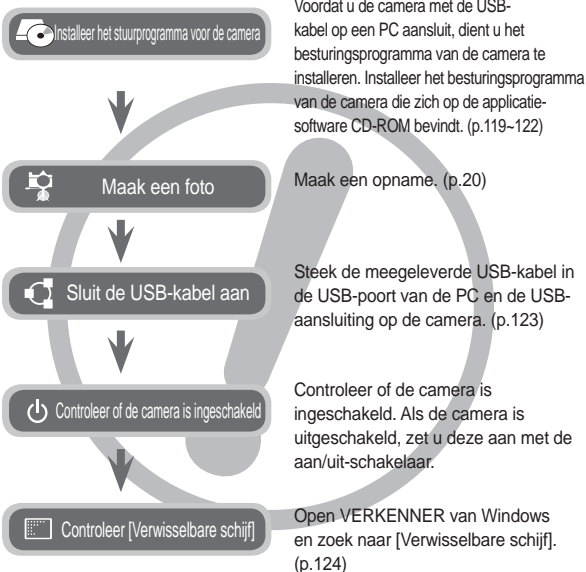 Installeer het stuurprogramma voor de camera
Voordat u de camera met de USB-
kabel op een PC aansluit, dient u het
besturingsprogramma van de camera te
installeren. Installeer het besturingsprogramma
van de camera die zich op de applicatie-
software CD-ROM bevindt. (p.119~122)
Maak een foto
Maak een opname. (p.20)
Sluit de USB-kabel aan
Steek de meegeleverde USB-kabel in
de USB-poort van de PC en de USB-
aansluiting op de camera. (p.123)
Controleer of de camera is ingeschakeld
Controleer of de camera is
ingeschakeld. Als de camera is
uitgeschakeld, zet u deze aan met de
aan/uit-schakelaar.
Controleer [Verwisselbare schijf]
Open VERKENNER van Windows
en zoek naar [Verwisselbare schijf].
(p.124)